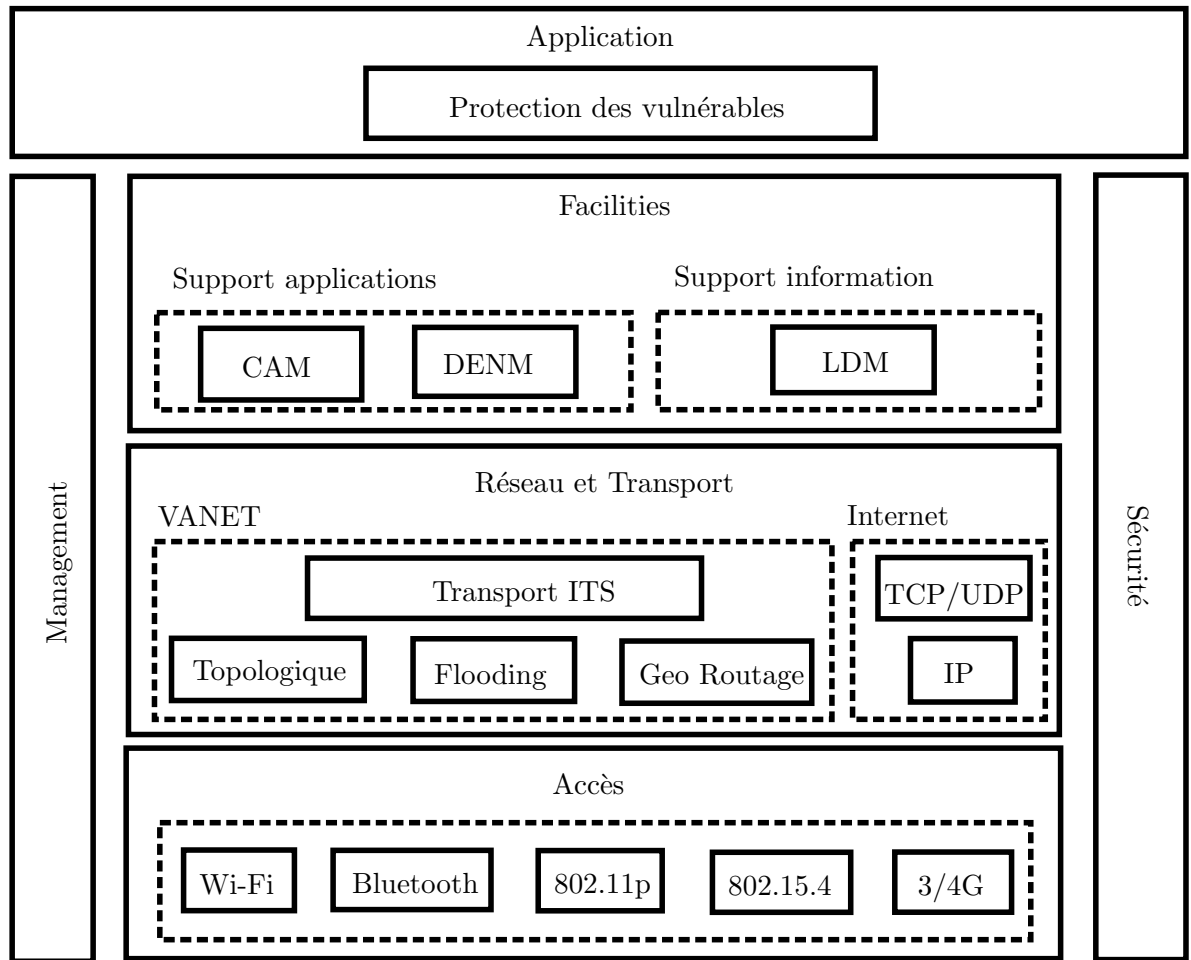 Application
Protection des vulnérables
Management
Facilities
Support applications
Support information
CAM
DENM
LDM
Réseau et Transport
VANET
Internet
Transport ITS
TCP/UDP
Topologique
Flooding
Geo Routage
IP
Accès
Wi-Fi
Bluetooth
802.11p
802.15.4
3/4G
Sécurité